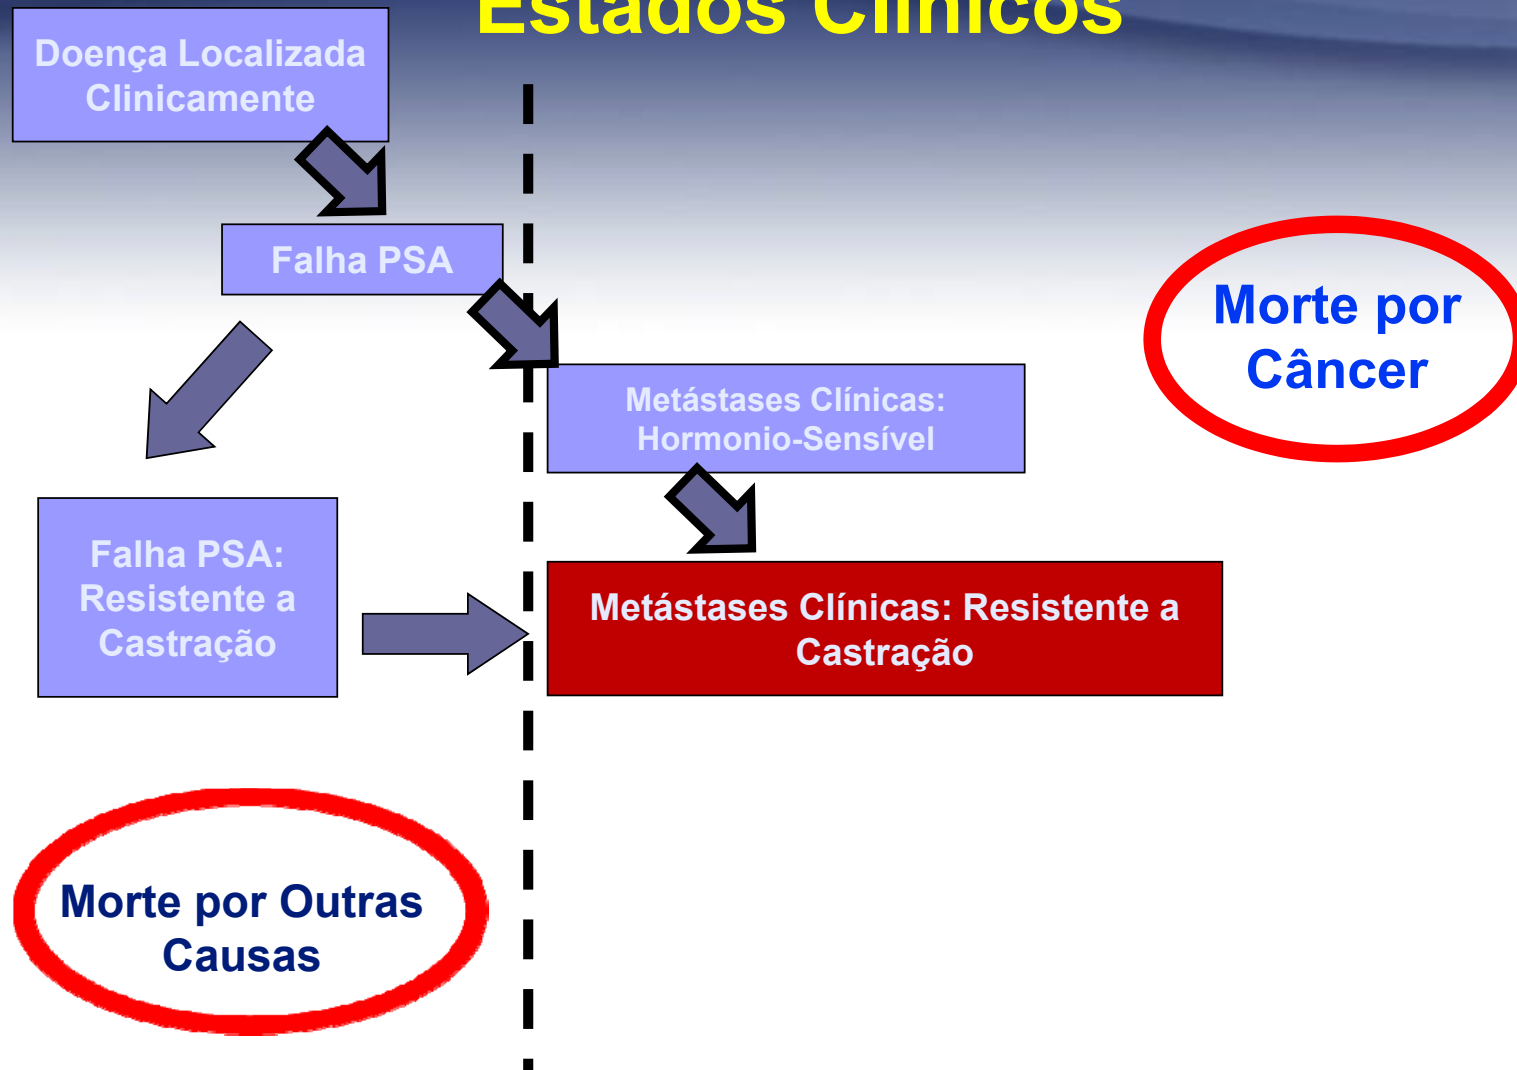 Estados Clínicos
Doença Localizada
Clinicamente
Falha PSA
Morte por
Câncer
Metástases Clínicas:
Hormonio-Sensível
Falha PSA:
Resistente a
Castração
Metástases Clínicas: Resistente a
Castração
Morte por Outras
Causas